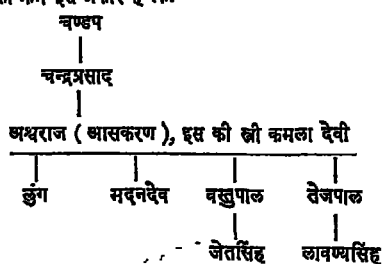 चण्डप
चन्द्रप्रसाद
अश्वराज ( आसकरण ), इस की स्त्री कमला देवी
लुंग मदनदेव वस्तुपाल तेजपाल
जेतसिंह लावण्यसिंह